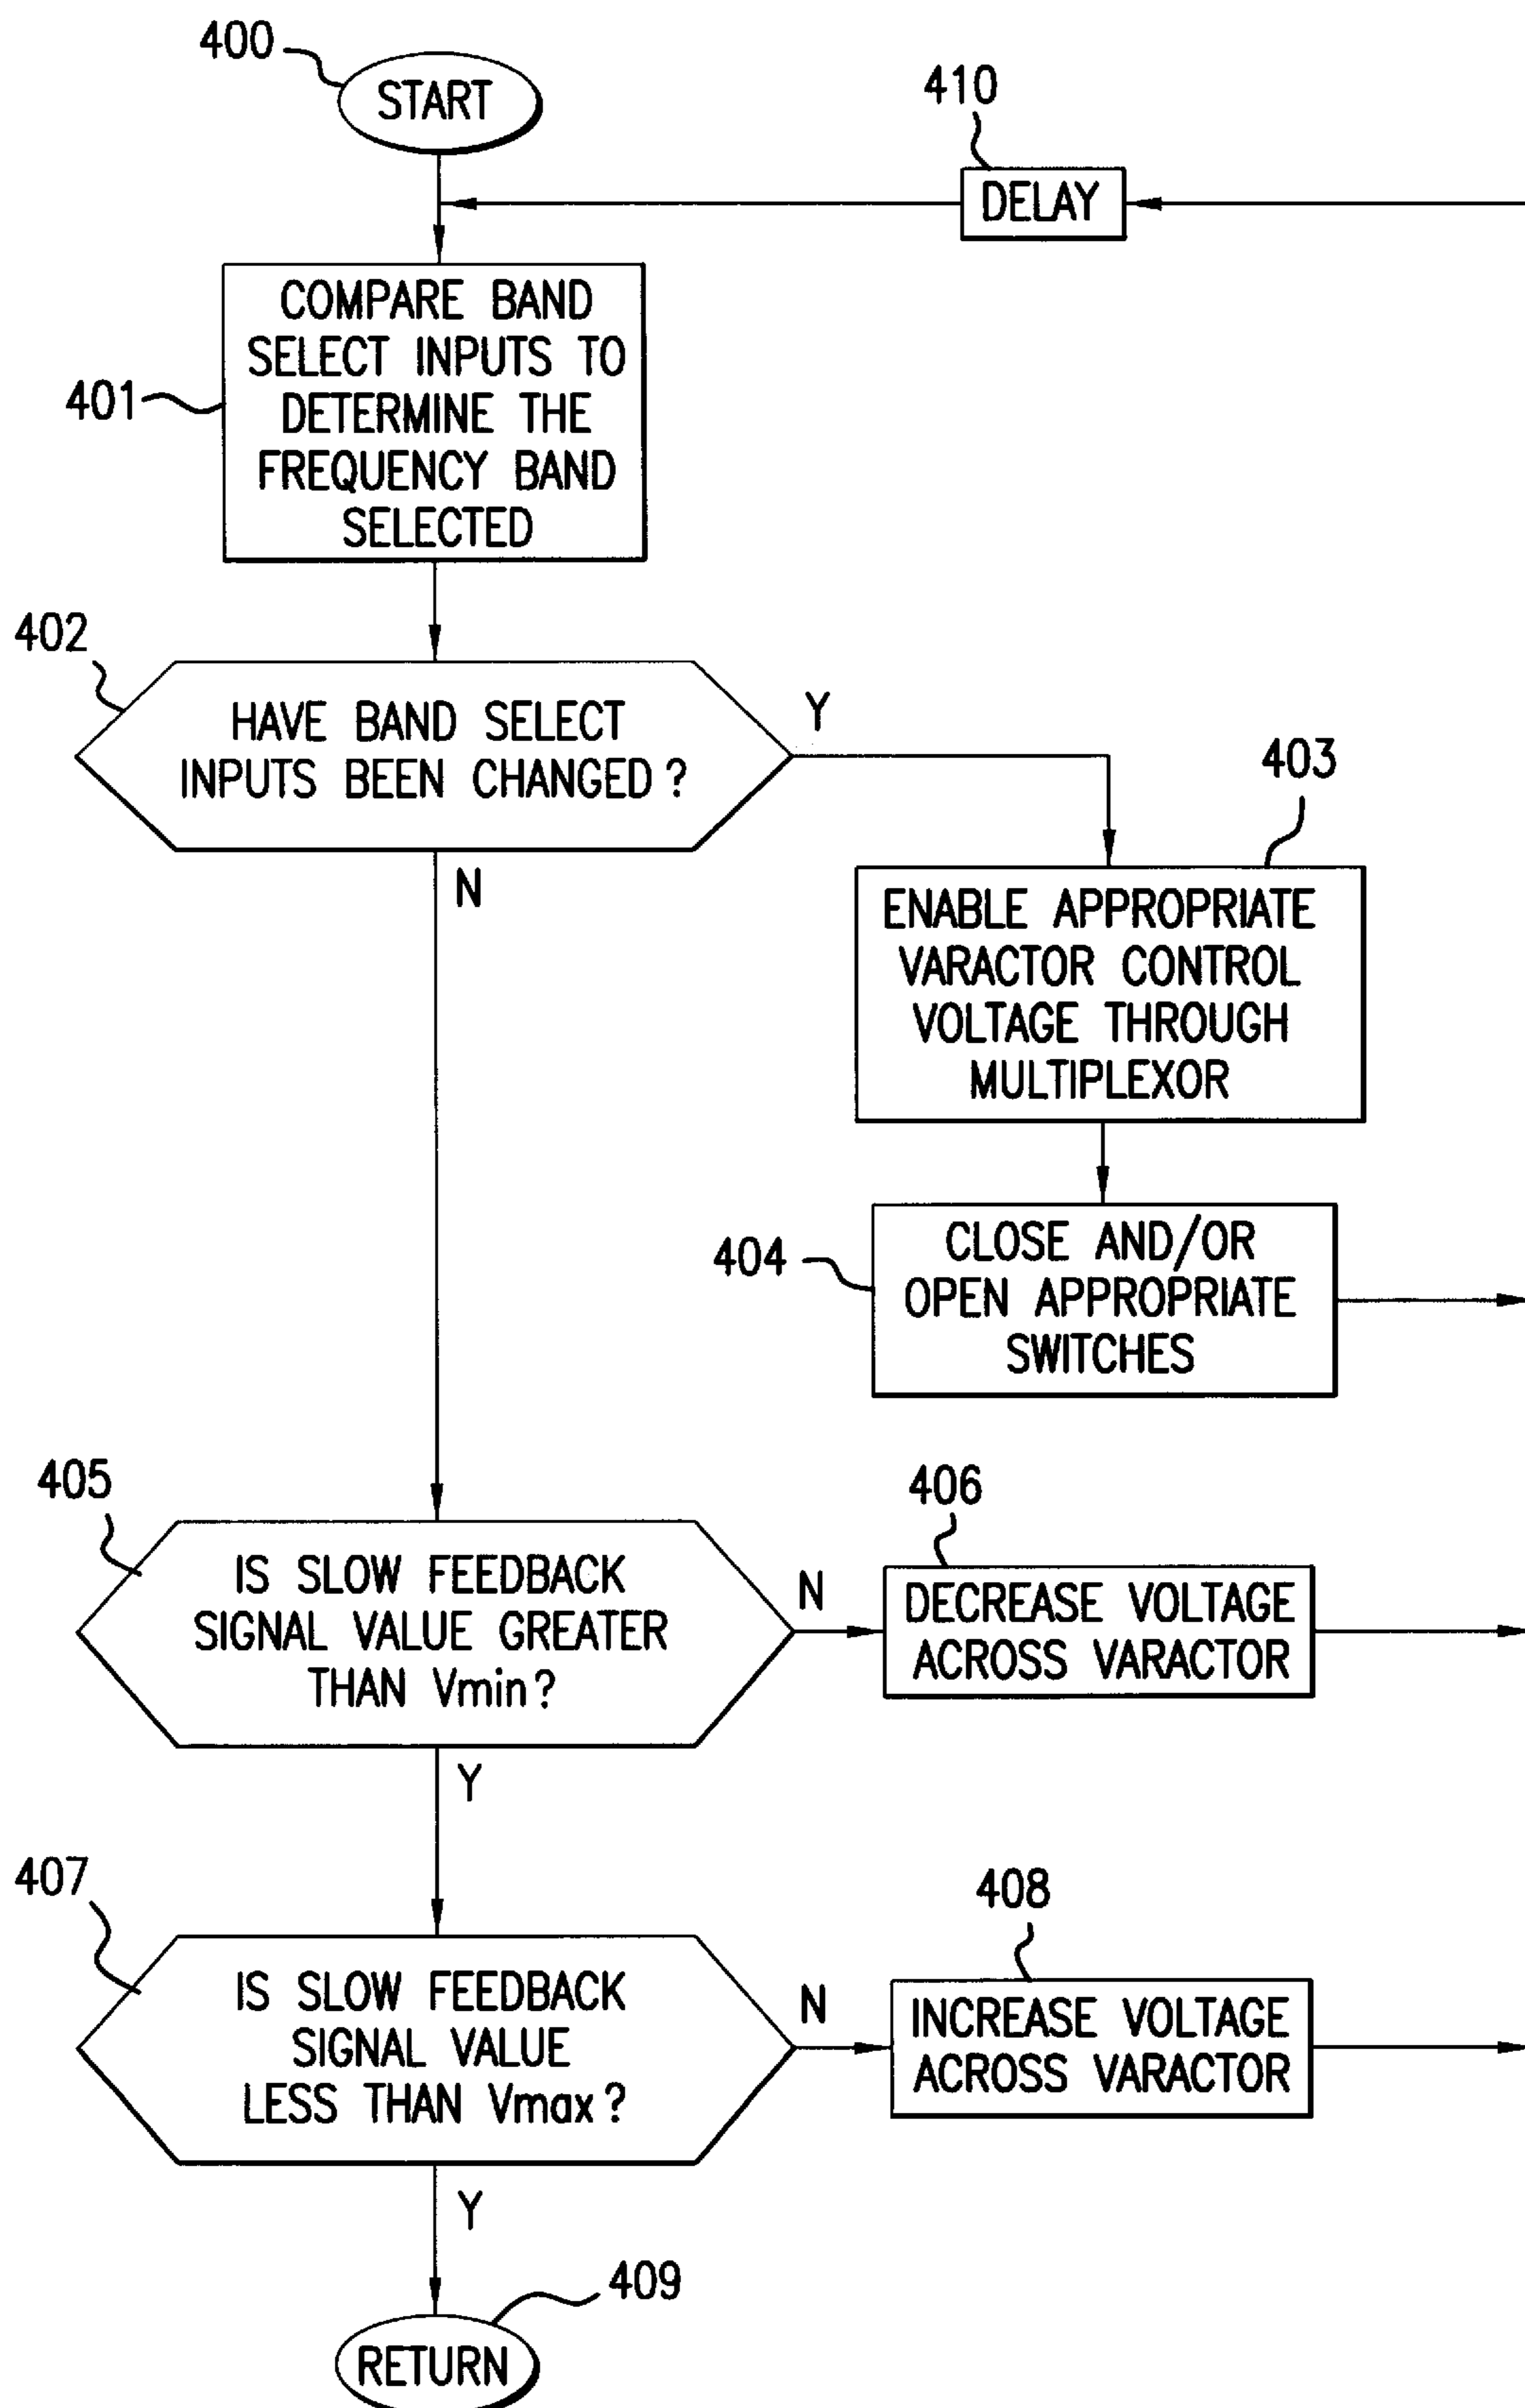 400
START
410
DELAY
401
COMPARE BAND
SELECT INPUTS TO
DETERMINE THE
FREQUENCY BAND
SELECTED
402
HAVE BAND SELECT
INPUTS BEEN CHANGED?
Y
N
403
ENABLE APPROPRIATE
VARACTOR CONTROL
VOLTAGE THROUGH
MULTIPLEXOR
404
CLOSE AND/OR
OPEN APPROPRIATE
SWITCHES
405
IS SLOW FEEDBACK
SIGNAL VALUE GREATER
THAN Vmin?
N
Y
406
DECREASE VOLTAGE
ACROSS VARACTOR
407
IS SLOW FEEDBACK
SIGNAL VALUE
LESS THAN Vmax?
N
Y
408
INCREASE VOLTAGE
ACROSS VARACTOR
409
RETURN